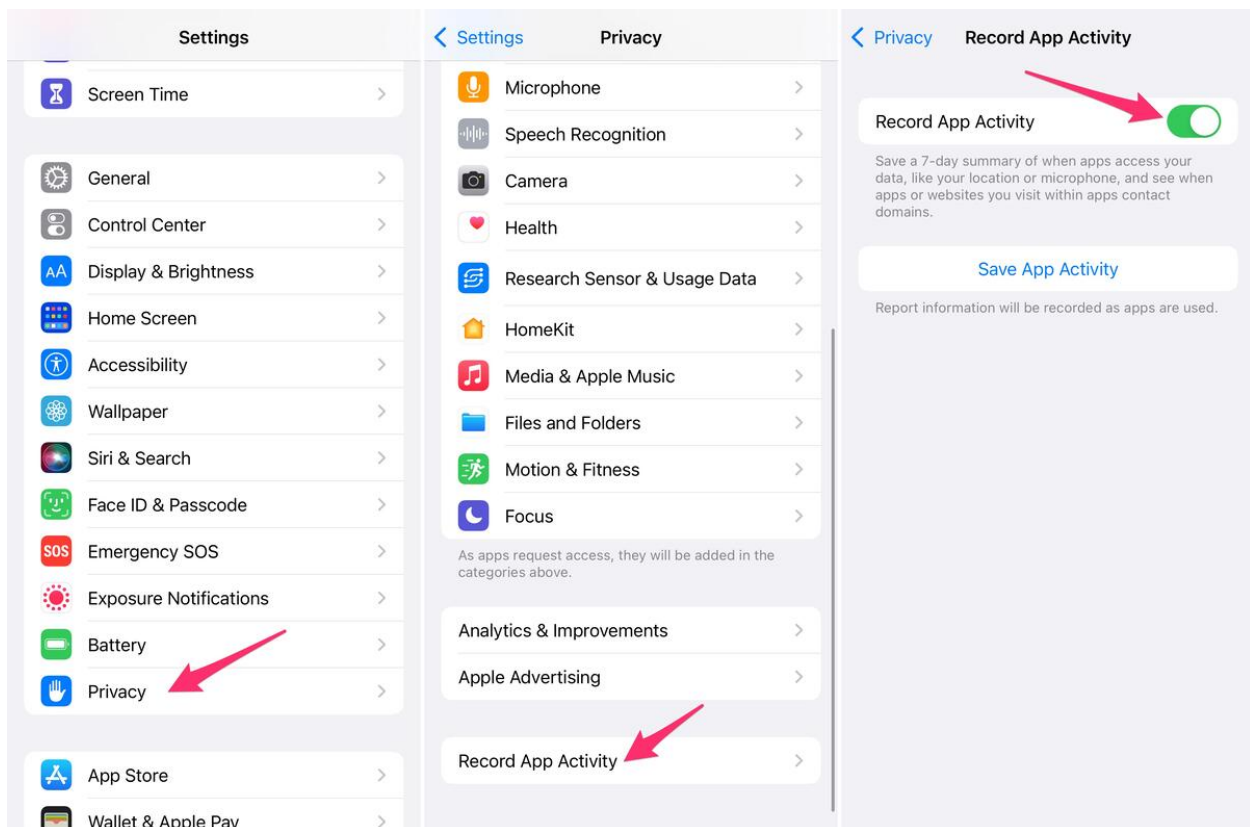 Settings
Screen Time
General
Control Center
AA Display & Brightness
Home Screen
Accessibility
Wallpaper
Siri & Search
Face ID & Passcode
SOS Emergency SOS
Exposure Notifications
Battery
Privacy
App Store
Wallet & Apple Pay
Settings Privacy
Microphone
Speech Recognition
Camera
Health
Research Sensor & Usage Data
HomeKit
Media & Apple Music
Files and Folders
Motion & Fitness
Focus
As apps request access, they will be added in the
categories above.
Analytics & Improvements
Apple Advertising
Record App Activity
Privacy Record App Activity
Record App Activity
Save a 7-day summary of when apps access your
data, like your location or microphone, and see when
apps or websites you visit within apps contact
domains.
Save App Activity
Report information will be recorded as apps are used.